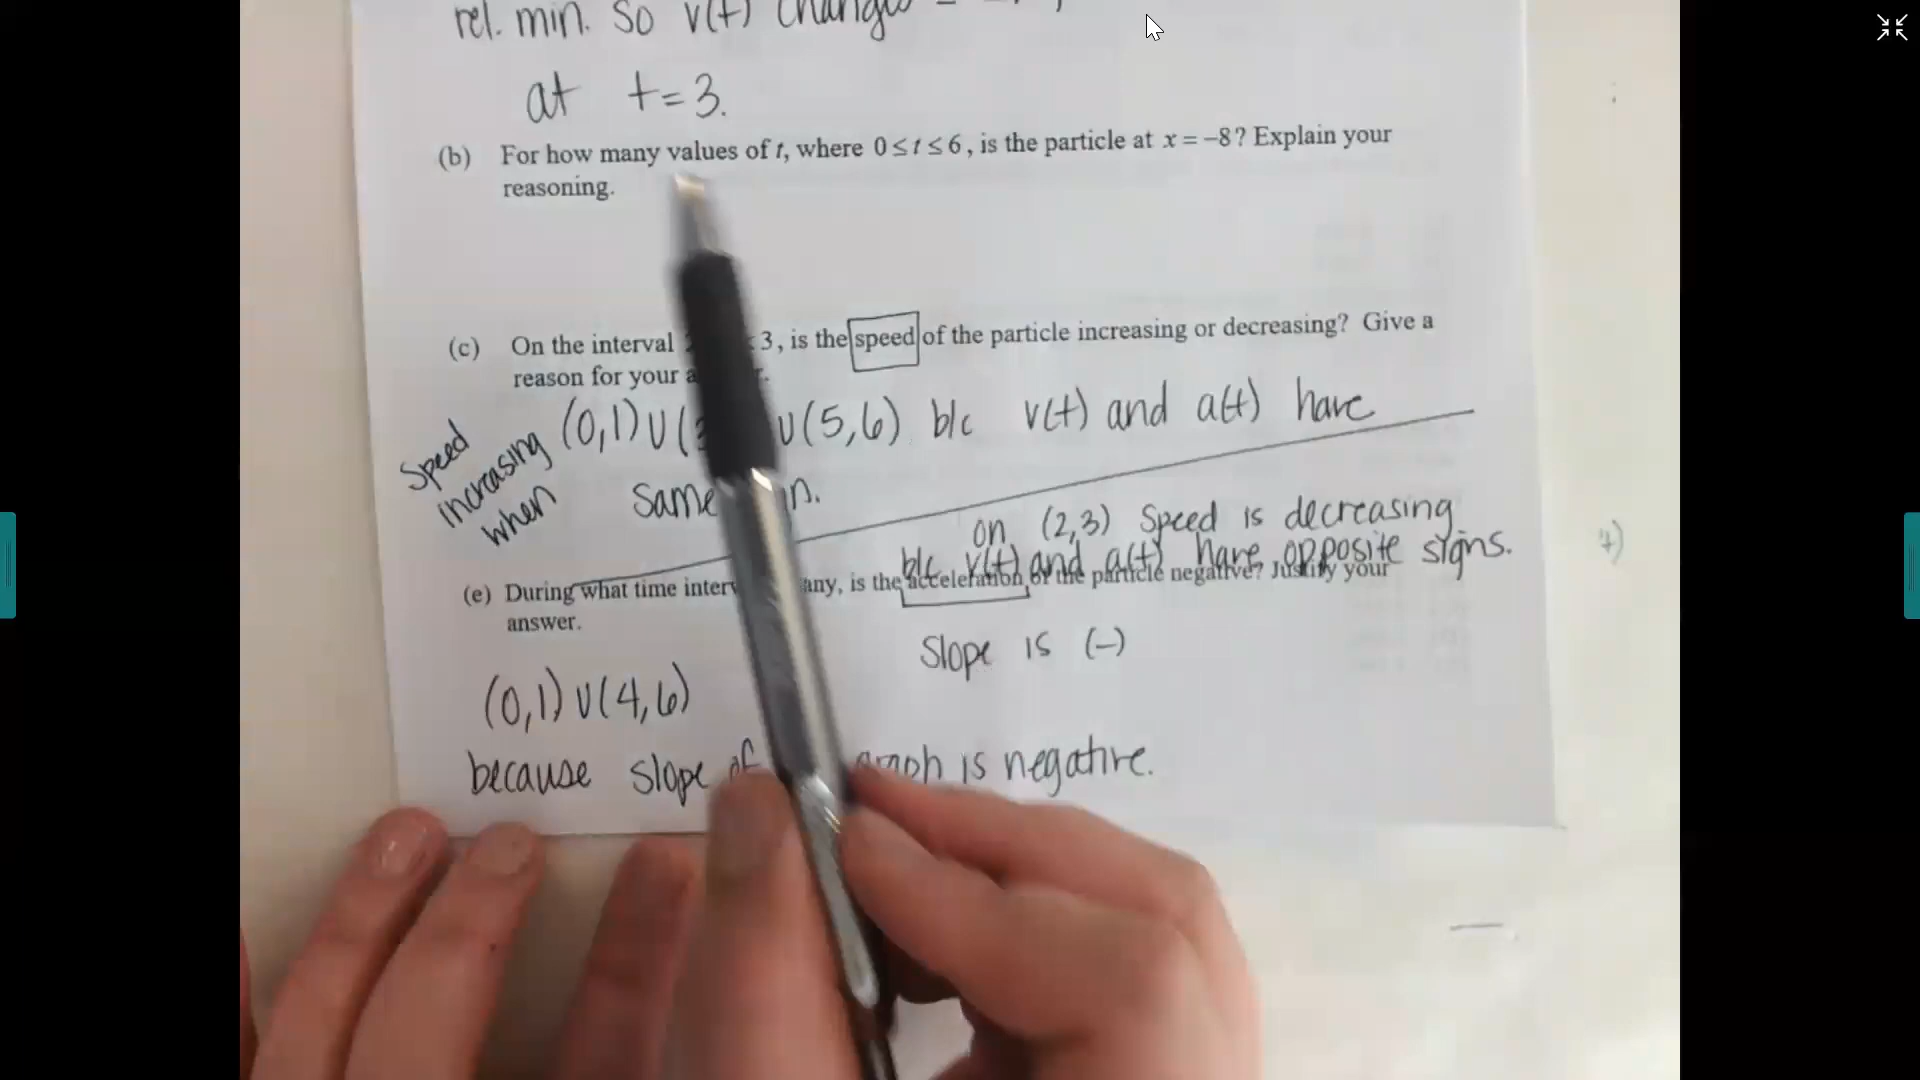 rel. min. So v(t)
at t=3.
(b) For how many values of t, where 0≤t≤6, is the particle at x=−8? Explain your
reasoning.
(c) On the interval 3, is the speed of the particle increasing or decreasing? Give a
reason for your
Speed increasing when
(0,1)∪( ∪(5,6) b/c v(t) and a(t) have
same
on (2,3) Speed is decreasing
b/c v(t) and a(t) have opposite signs.
(e) During what time any, is the acceleration of the particle negative? Justify your
answer.
Slope is (−)
(0,1)∪(4,6)
because slope of graph is negative.